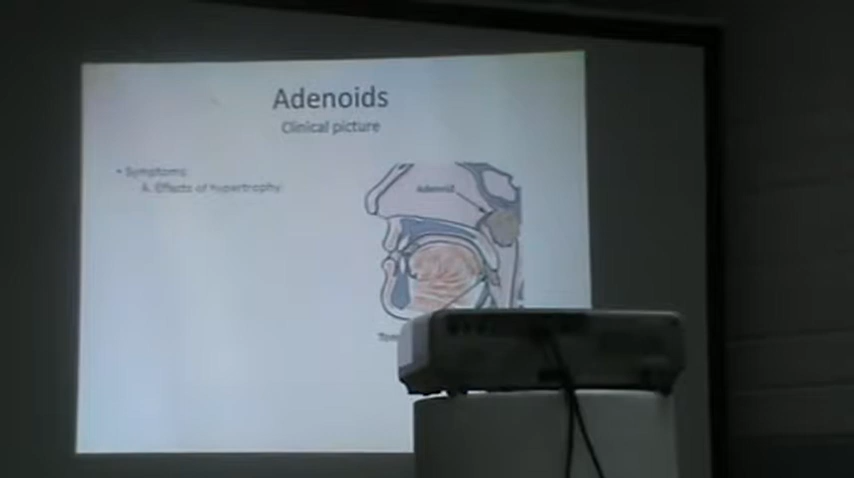 Adenoids
Clinical picture
• Symptoms
A. Effects of hypertrophy:
Adenoid